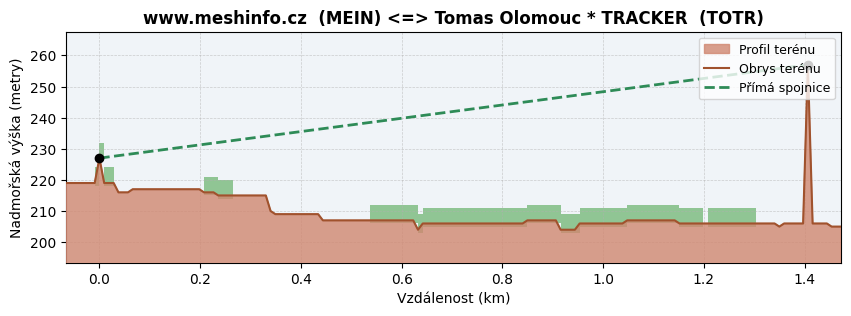 www.meshinfo.cz  (MEIN) <=> Tomas Olomouc * TRACKER  (TOTR)
Nadmořská výška (metry)
260
250
240
230
220
210
200
Profil terénu
Obrys terénu
Přímá spojnice
0.0 0.2 0.4 0.6 0.8 1.0 1.2 1.4
Vzdálenost (km)